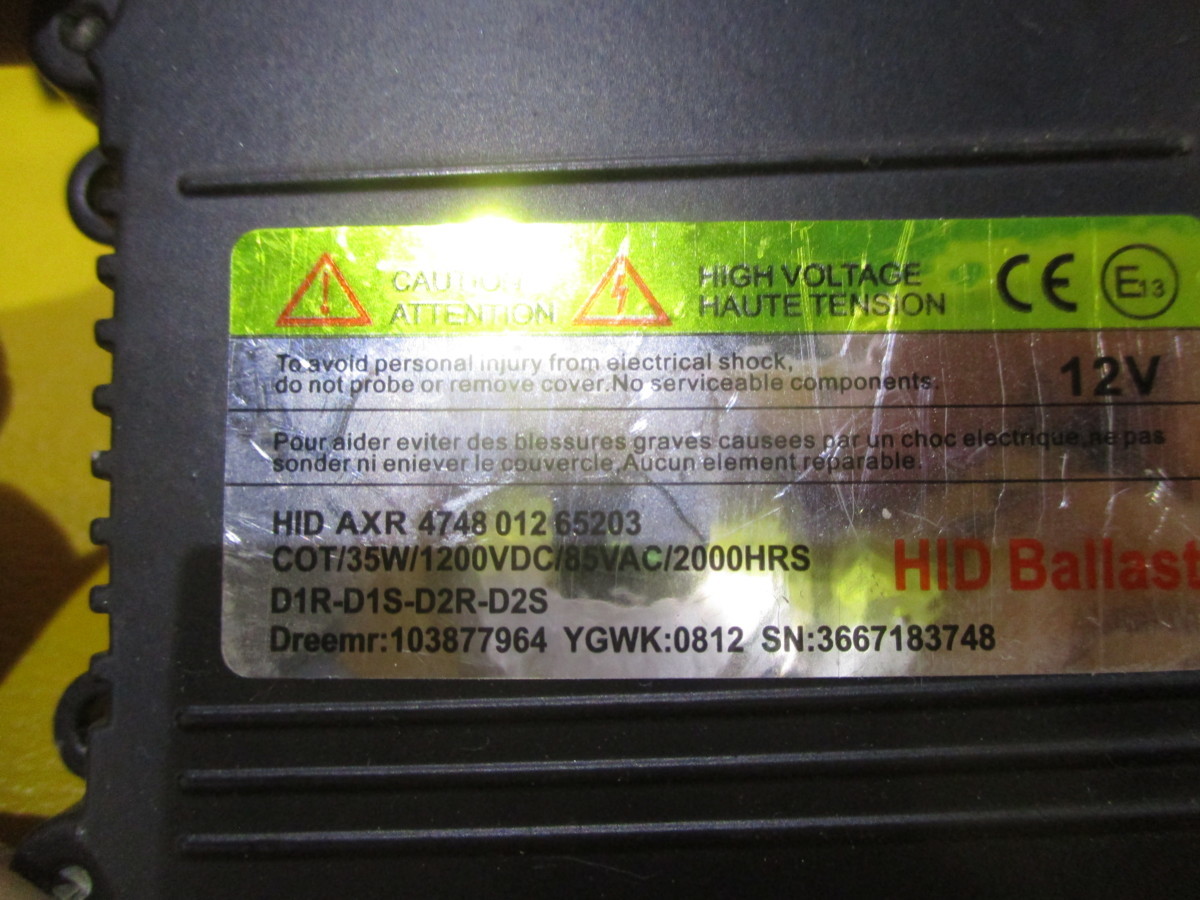 CAUTION
ATTENTION
HIGH VOLTAGE
HAUTE TENSION
CE
E13
To avoid personal injury from electrical shock,
do not probe or remove cover.No serviceable components.
12V
Pour aider eviter des blessures graves causees par un choc electrique,ne pas
sonder ni eniever le couvercle,Aucun element reparable.
HID AXR 4748 012 65203
COT/35W/1200VDC/85VAC/2000HRS
D1R-D1S-D2R-D2S
Dreemr:103877964 YGWK:0812 SN:3667183748
HID Ballast